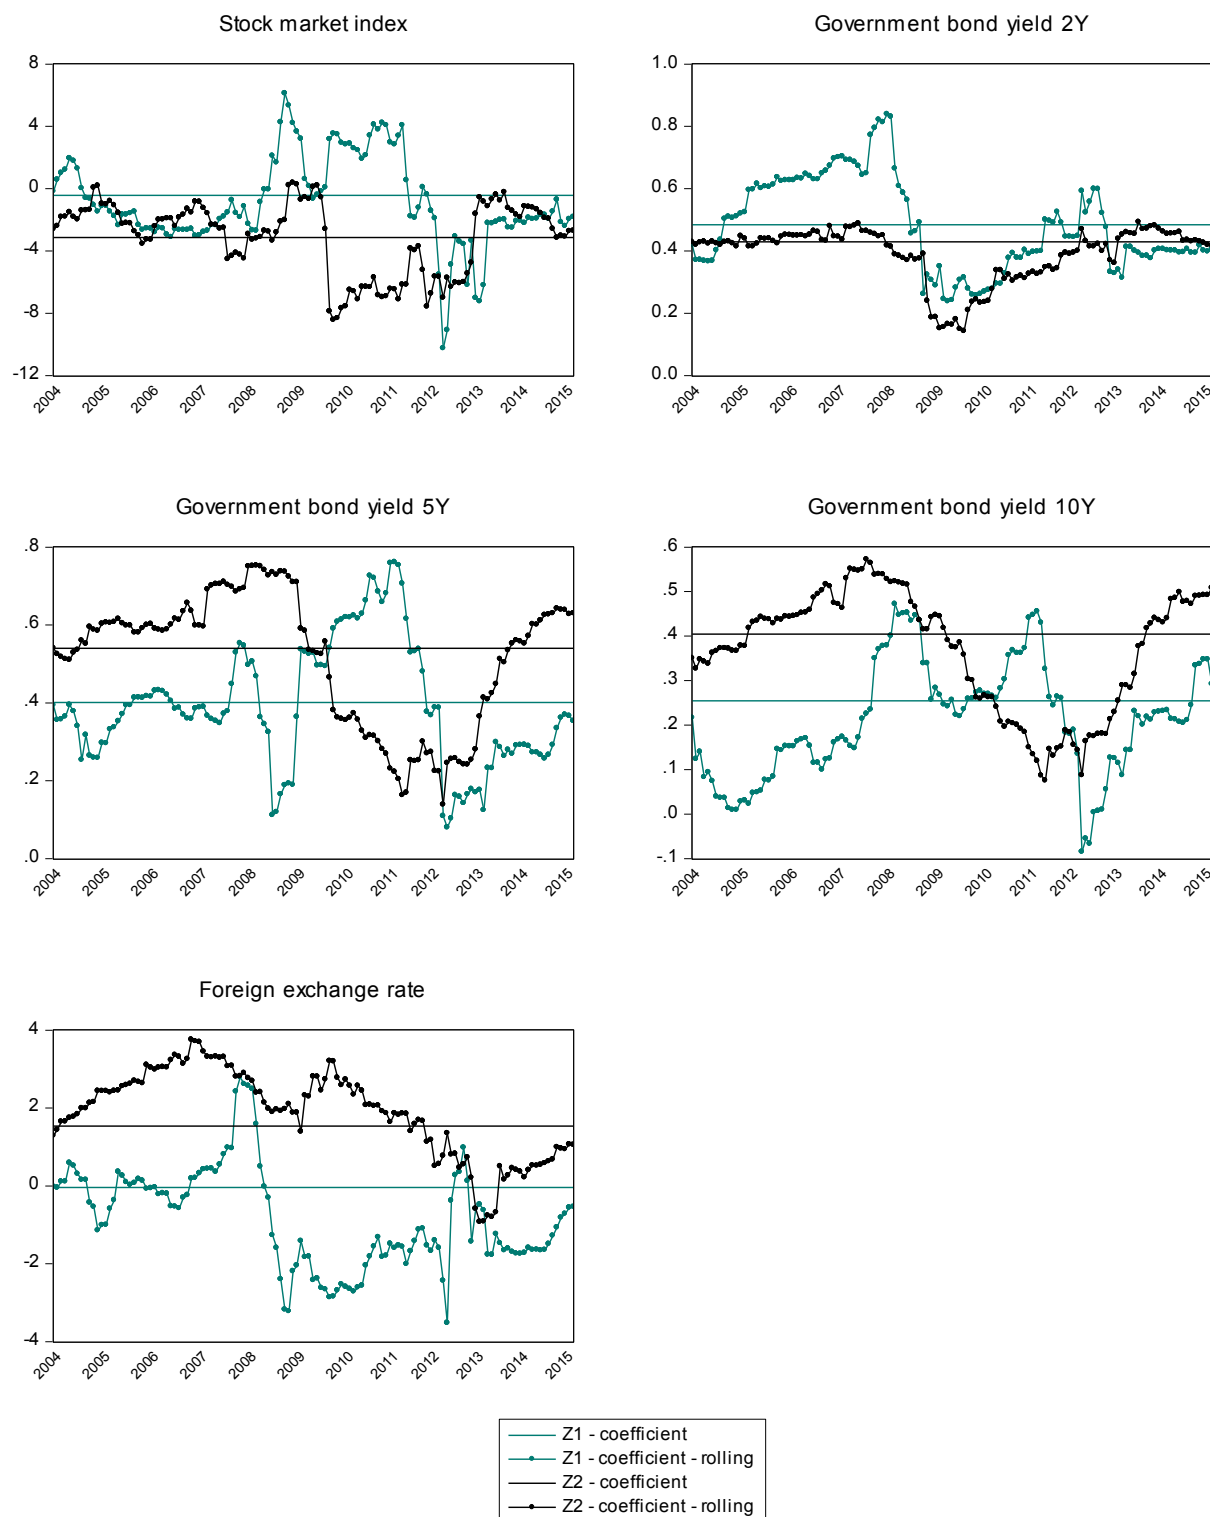 Stock market index
8
4
0
-4
-8
-12
2004 2005 2006 2007 2008 2009 2010 2011 2012 2013 2014 2015
Government bond yield 2Y
1.0
0.8
0.6
0.4
0.2
0.0
2004 2005 2006 2007 2008 2009 2010 2011 2012 2013 2014 2015
Government bond yield 5Y
.8
.6
.4
.2
.0
2004 2005 2006 2007 2008 2009 2010 2011 2012 2013 2014 2015
Government bond yield 10Y
.6
.5
.4
.3
.2
.1
.0
-.1
2004 2005 2006 2007 2008 2009 2010 2011 2012 2013 2014 2015
Foreign exchange rate
4
2
0
-2
-4
2004 2005 2006 2007 2008 2009 2010 2011 2012 2013 2014 2015
Z1 - coefficient
Z1 - coefficient - rolling
Z2 - coefficient
Z2 - coefficient - rolling